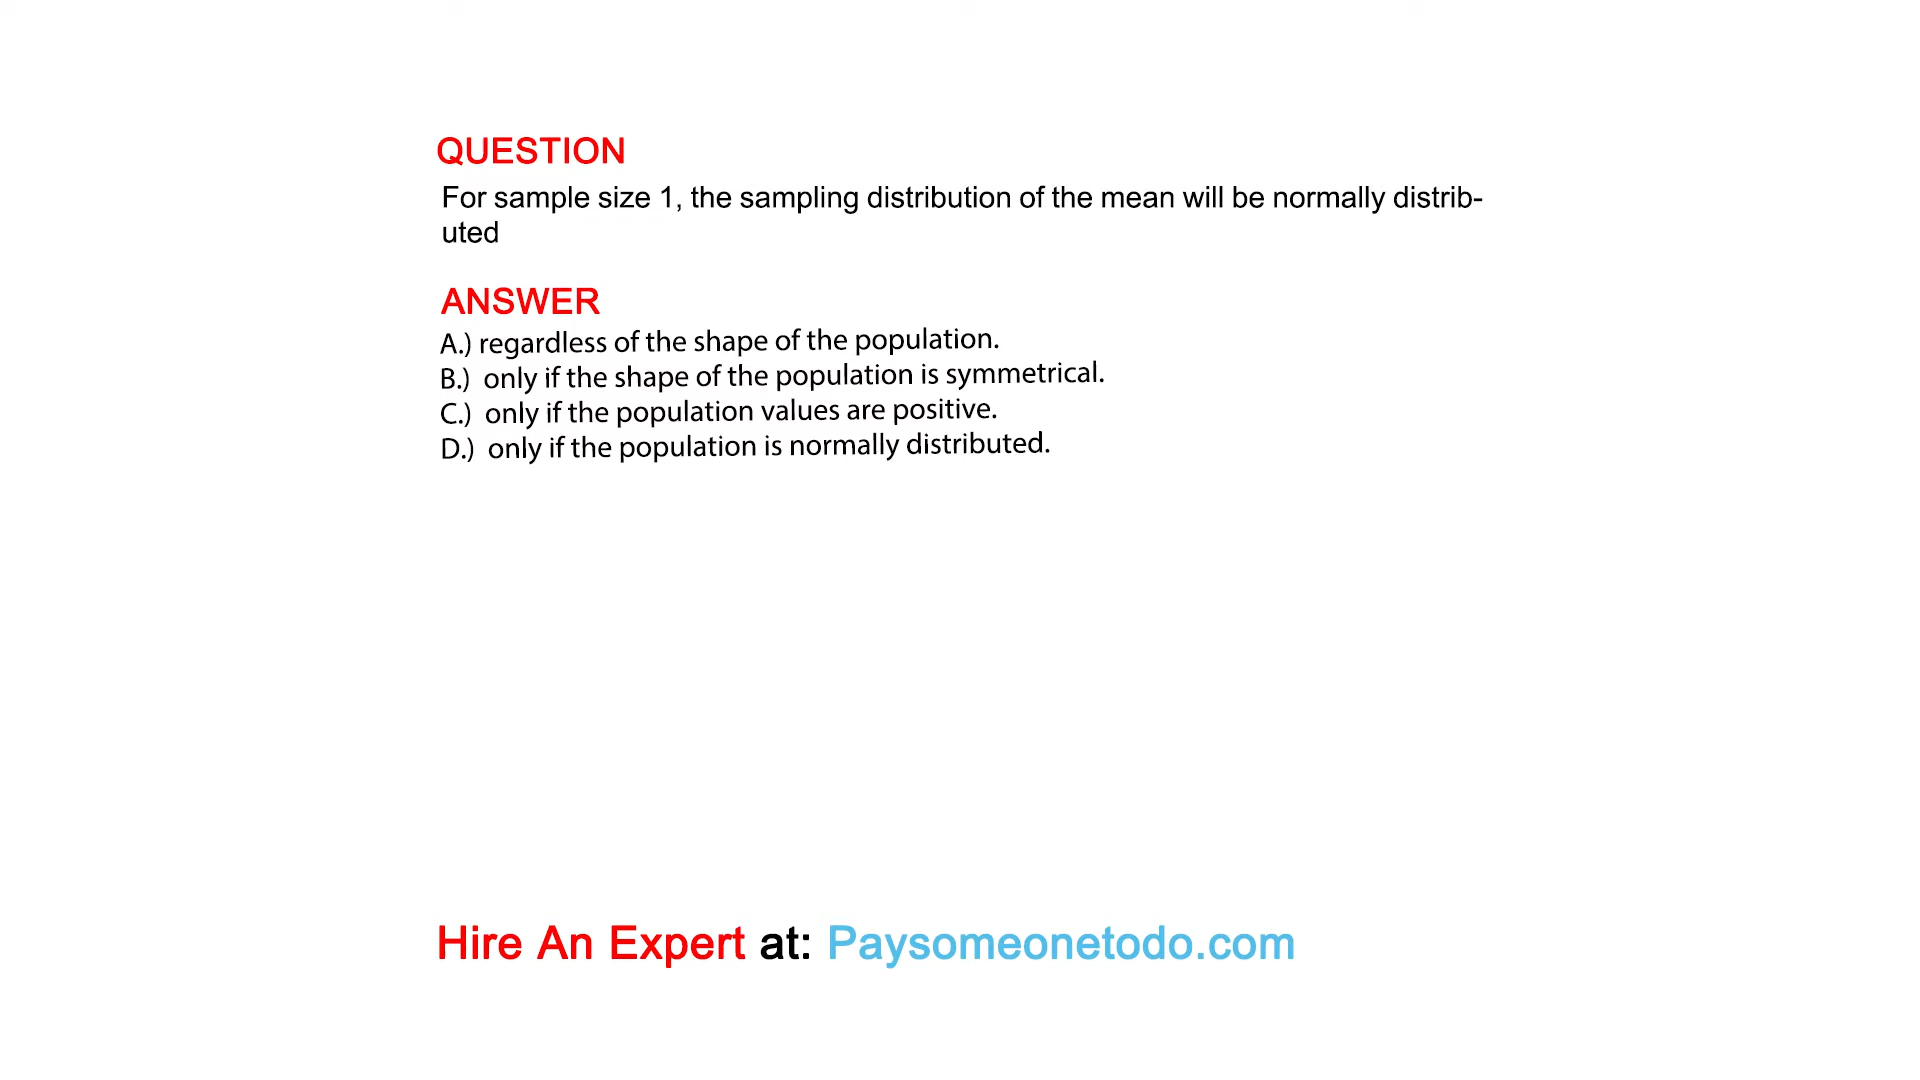 QUESTION
For sample size 1, the sampling distribution of the mean will be normally distrib-
uted
ANSWER
A.) regardless of the shape of the population.
B.) only if the shape of the population is symmetrical.
C.) only if the population values are positive.
D.) only if the population is normally distributed.
Hire An Expert at: Paysomeonetodo.com